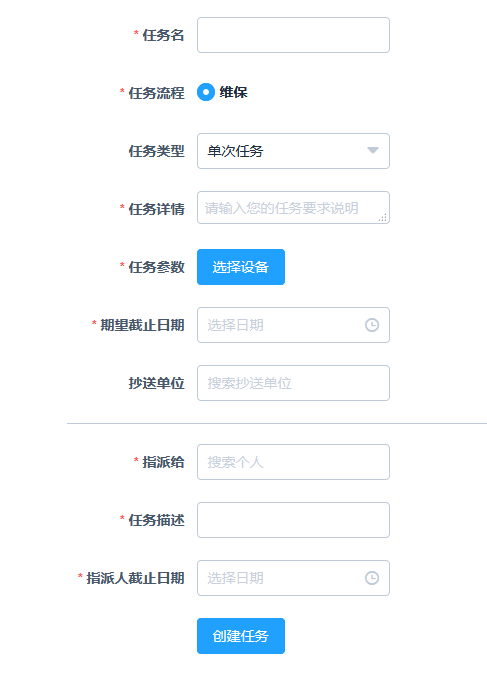 * 任务名
* 任务流程 维保
任务类型 单次任务
* 任务详情 请输入您的任务要求说明
* 任务参数 选择设备
* 期望截止日期 选择日期
抄送单位 搜索抄送单位
* 指派给 搜索个人
* 任务描述
* 指派人截止日期 选择日期
创建任务